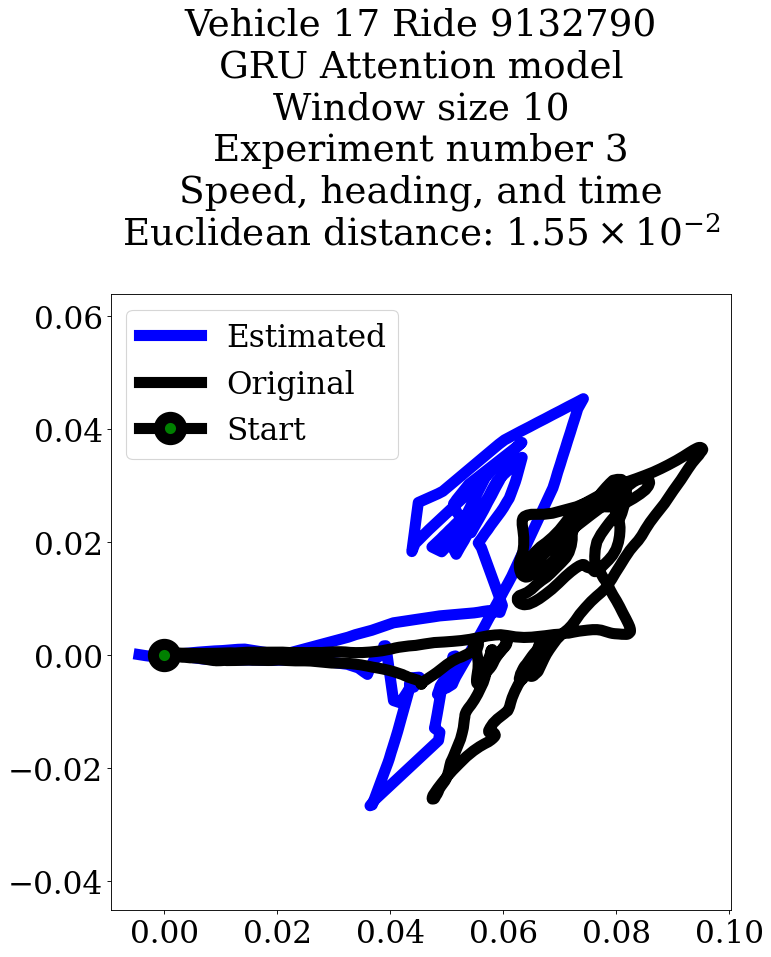 Vehicle 17 Ride 9132790
GRU Attention model
Window size 10
Experiment number 3
Speed, heading, and time
Euclidean distance: 1.55 × 10⁻²
Estimated
Original
Start
0.06
0.04
0.02
0.00
−0.02
−0.04
0.00 0.02 0.04 0.06 0.08 0.10